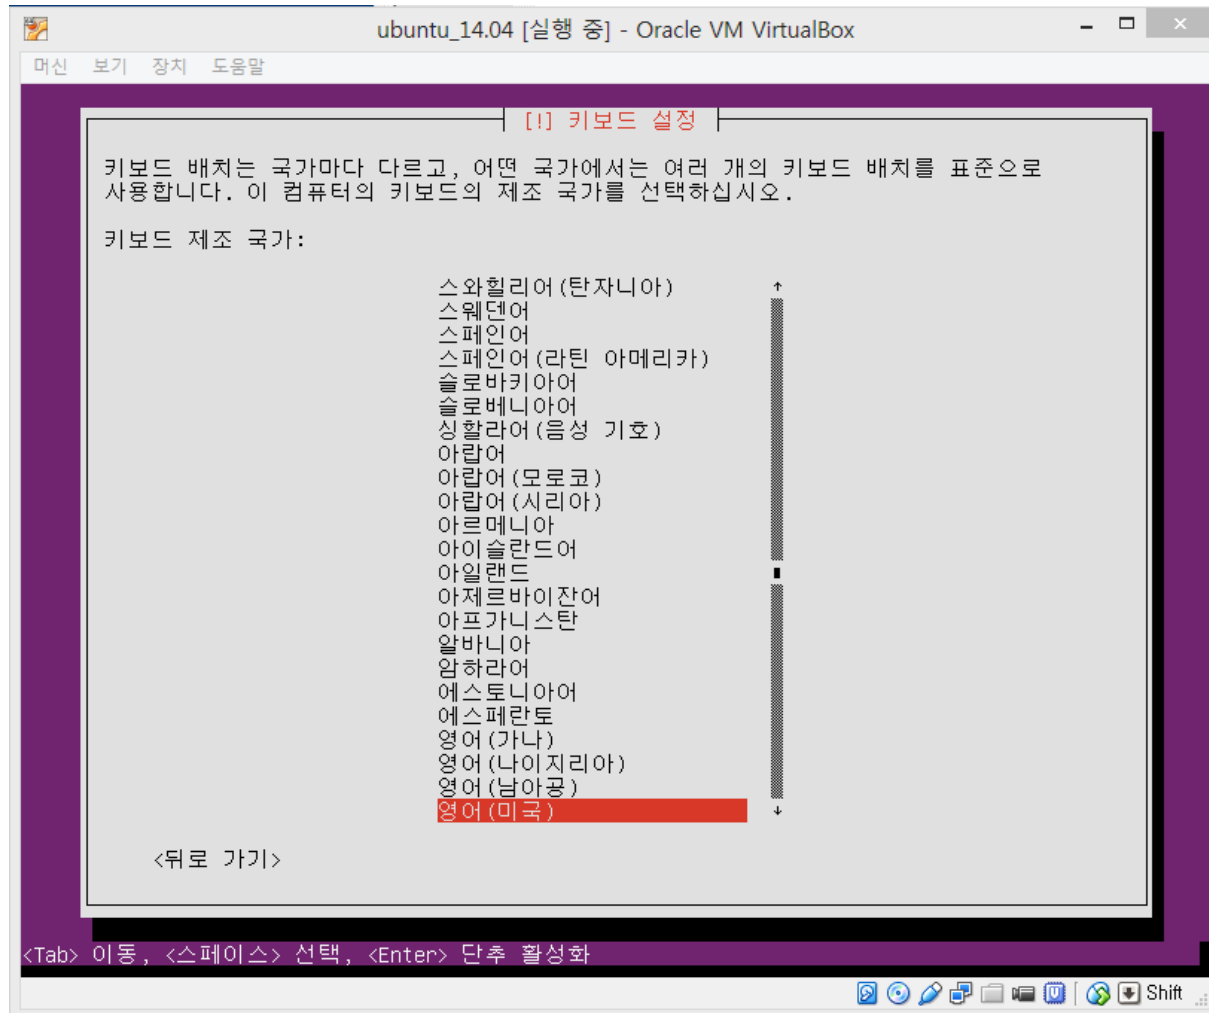 ubuntu_14.04 [실행 중] - Oracle VM VirtualBox
머신 보기 장치 도움말
[!] 키보드 설정
키보드 배치는 국가마다 다르고, 어떤 국가에서는 여러 개의 키보드 배치를 표준으로
사용합니다. 이 컴퓨터의 키보드의 제조 국가를 선택하십시오.
키보드 제조 국가:
스와힐리어(탄자니아)
스웨덴어
스페인어
스페인어(라틴 아메리카)
슬로바키아어
슬로베니아어
싱할라어(음성 기호)
아랍어
아랍어(모로코)
아랍어(시리아)
아르메니아
아이슬란드어
아일랜드
아제르바이잔어
아프가니스탄
알바니아
암하라어
에스토니아어
에스페란토
영어(가나)
영어(나이지리아)
영어(남아공)
영어(미국)
<뒤로 가기>
<Tab> 이동, <스페이스> 선택, <Enter> 단추 활성화
Shift